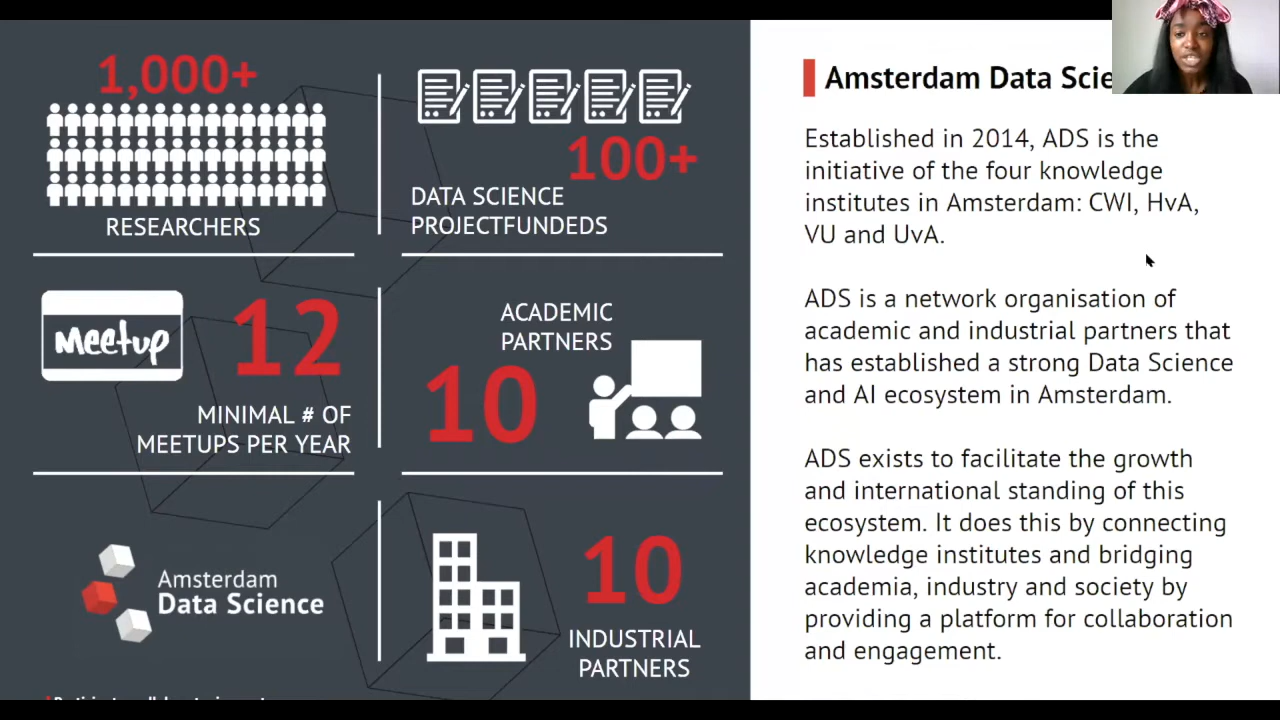 1,000+
RESEARCHERS
100+
DATA SCIENCE
PROJECTFUNDEDS
Meetup
12
MINIMAL # OF
MEETUPS PER YEAR
ACADEMIC
PARTNERS
10
Amsterdam
Data Science
10
INDUSTRIAL
PARTNERS
Amsterdam Data
Established in 2014, ADS is the
initiative of the four knowledge
institutes in Amsterdam: CWI, HvA,
VU and UvA.
ADS is a network organisation of
academic and industrial partners that
has established a strong Data Science
and AI ecosystem in Amsterdam.
ADS exists to facilitate the growth
and international standing of this
ecosystem. It does this by connecting
knowledge institutes and bridging
academia, industry and society by
providing a platform for collaboration
and engagement.